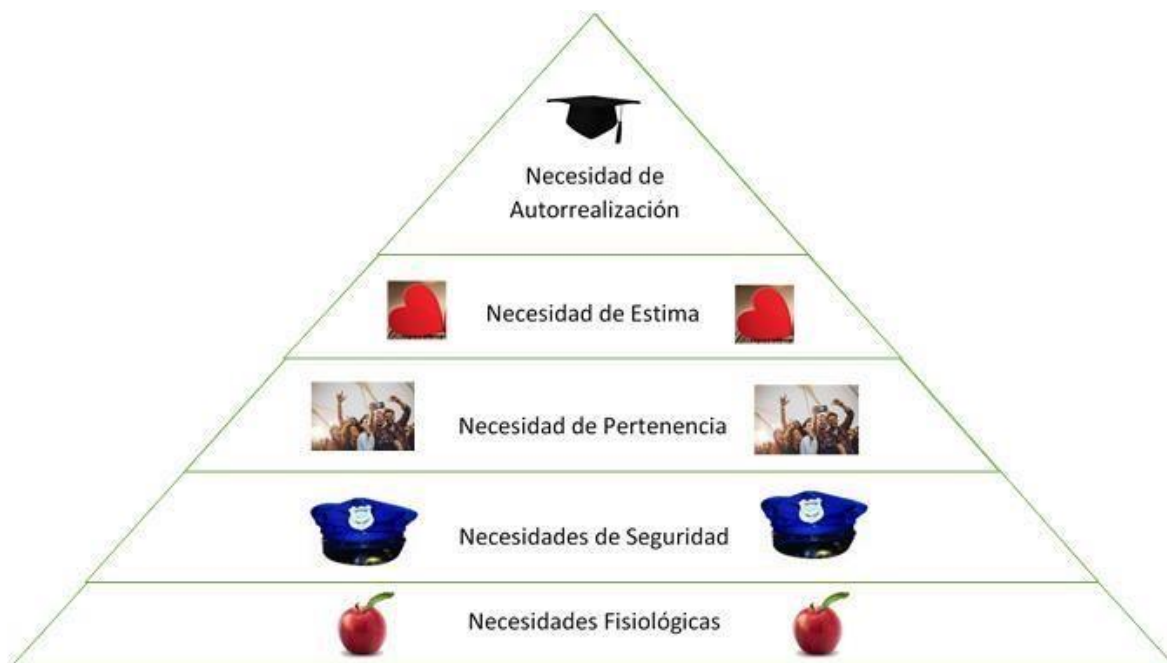 Necesidad de
Autorrealización
Necesidad de Estima
Necesidad de Pertenencia
Necesidades de Seguridad
Necesidades Fisiológicas